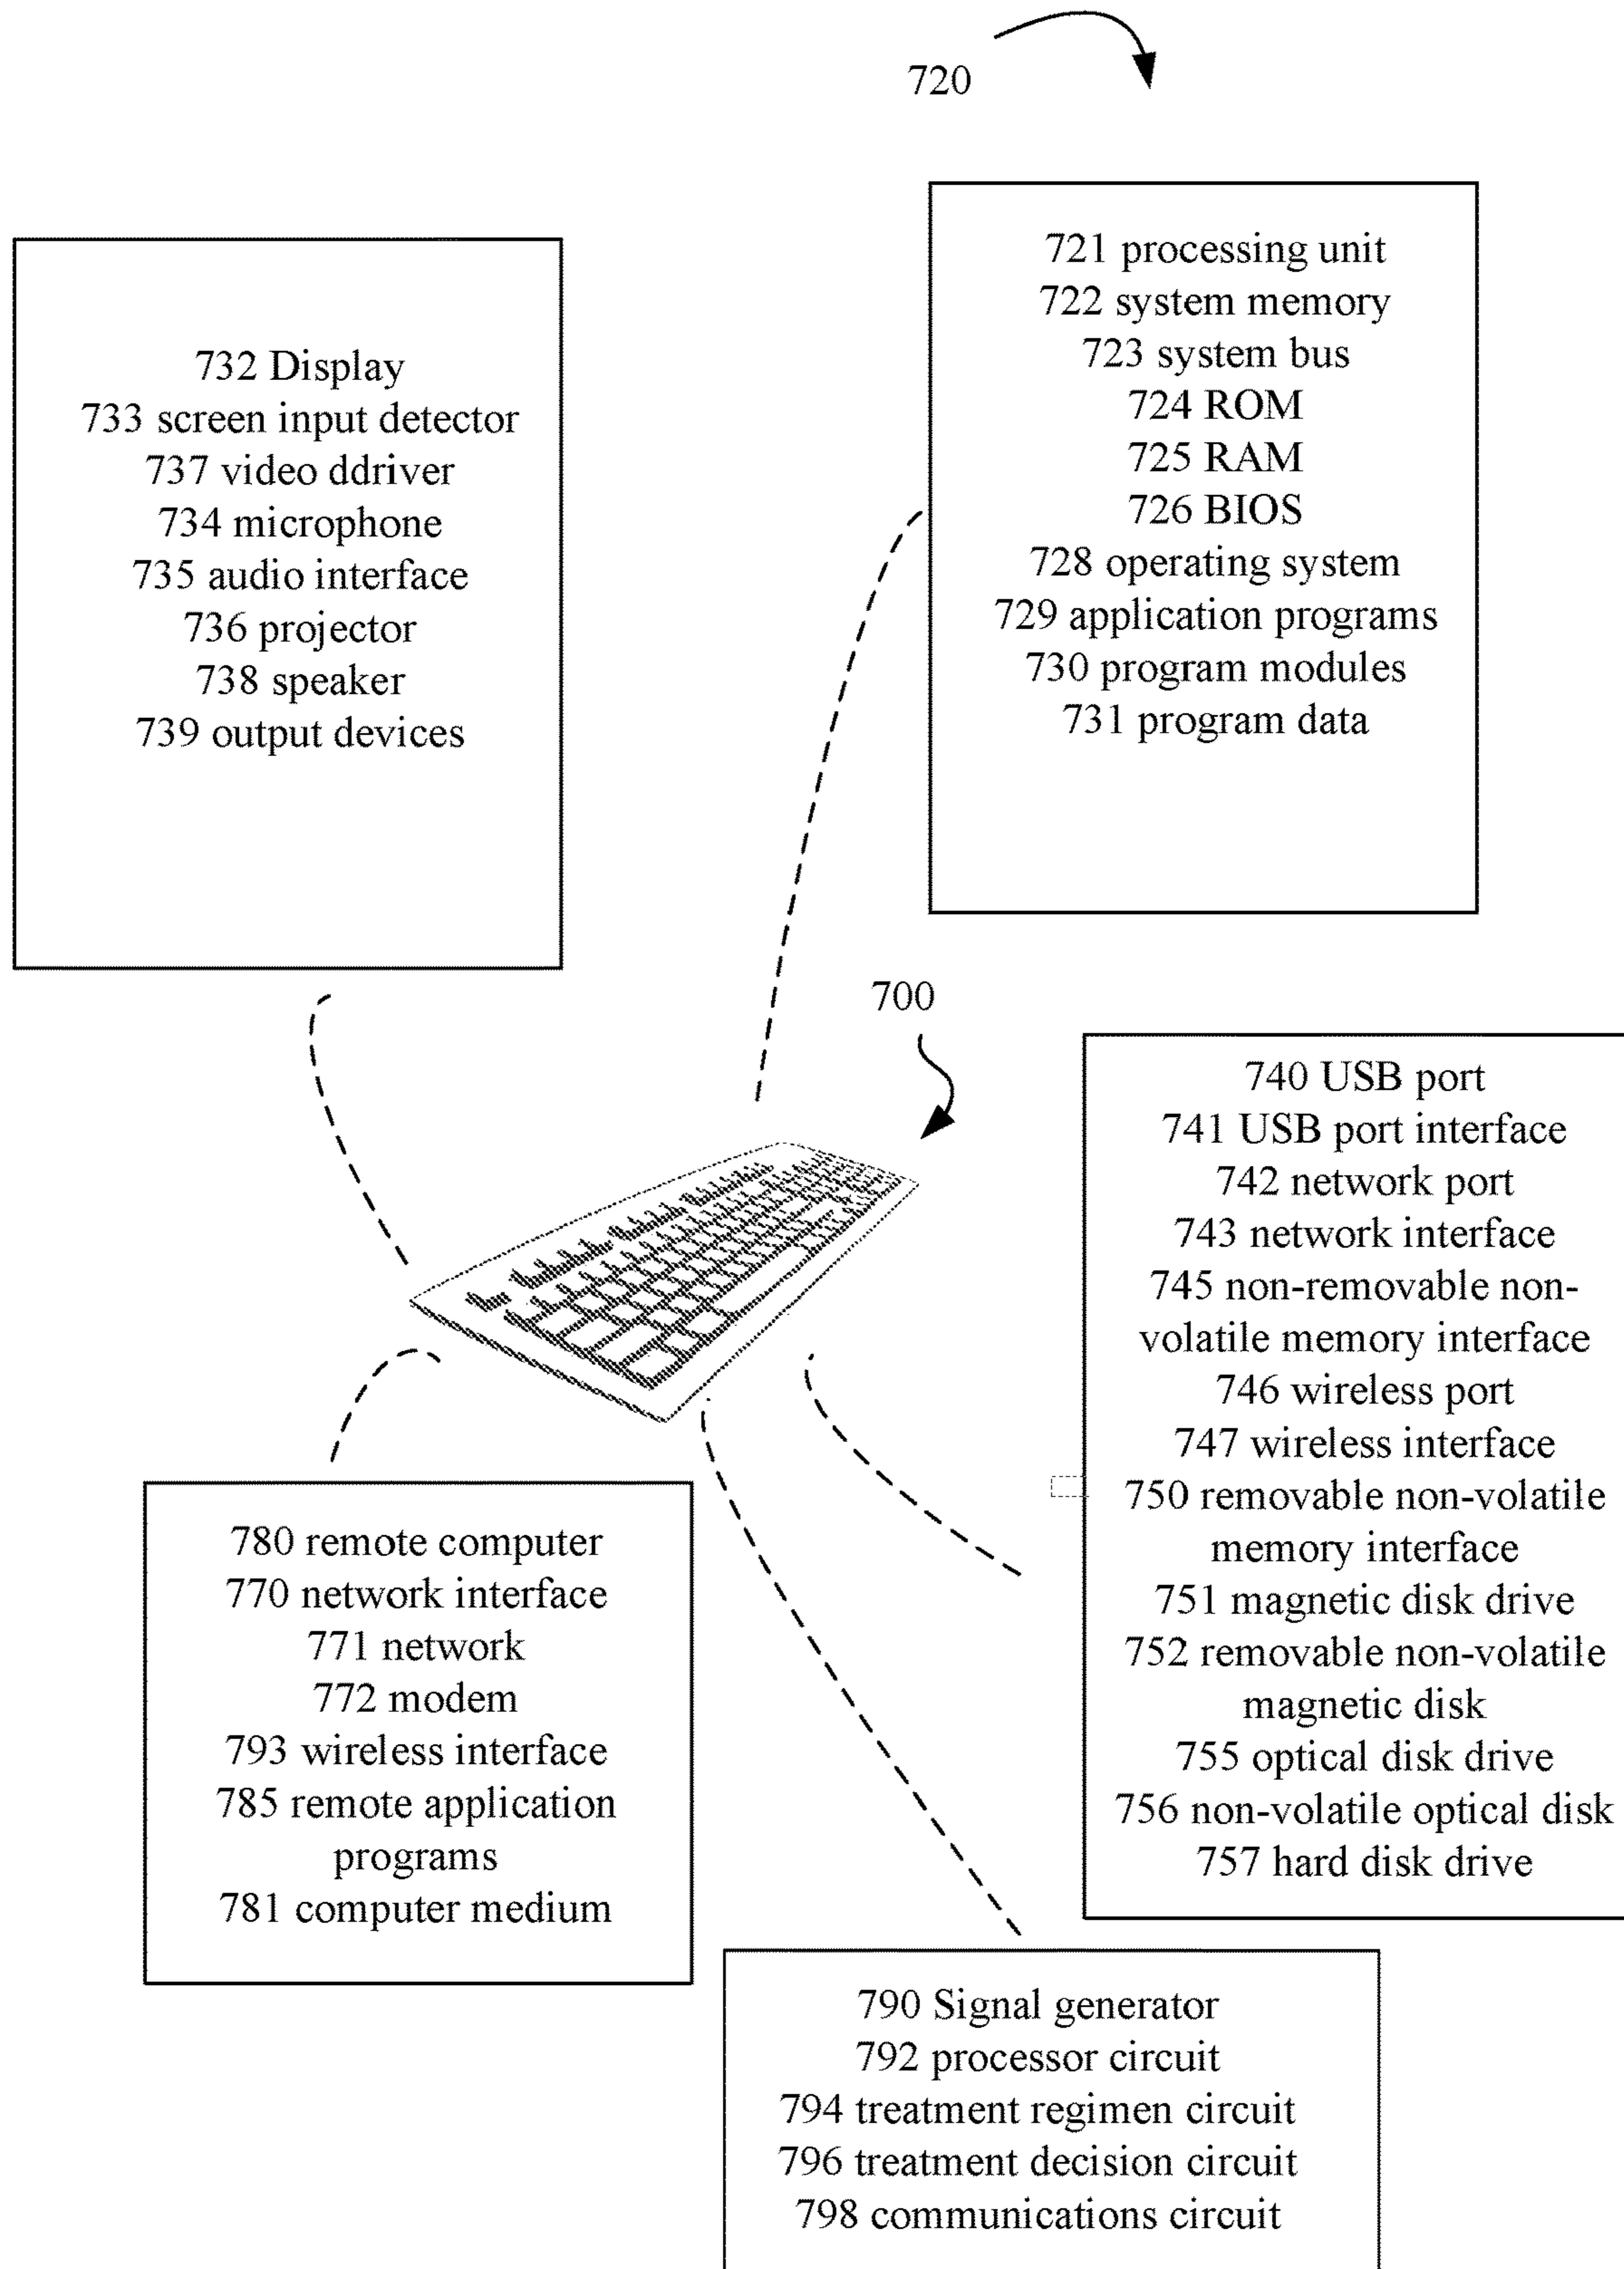 720
721 processing unit
722 system memory
723 system bus
724 ROM
725 RAM
726 BIOS
728 operating system
729 application programs
730 program modules
731 program data
732 Display
733 screen input detector
737 video ddriver
734 microphone
735 audio interface
736 projector
738 speaker
739 output devices
700
740 USB port
741 USB port interface
742 network port
743 network interface
745 non-removable non-
volatile memory interface
746 wireless port
747 wireless interface
750 removable non-volatile
memory interface
751 magnetic disk drive
752 removable non-volatile
magnetic disk
755 optical disk drive
756 non-volatile optical disk
757 hard disk drive
780 remote computer
770 network interface
771 network
772 modem
793 wireless interface
785 remote application
programs
781 computer medium
790 Signal generator
792 processor circuit
794 treatment regimen circuit
796 treatment decision circuit
798 communications circuit